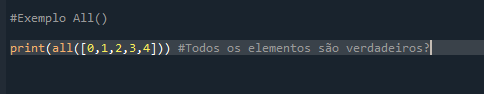 #Exemplo All()
print(all([0,1,2,3,4])) #Todos os elementos são verdadeiros?